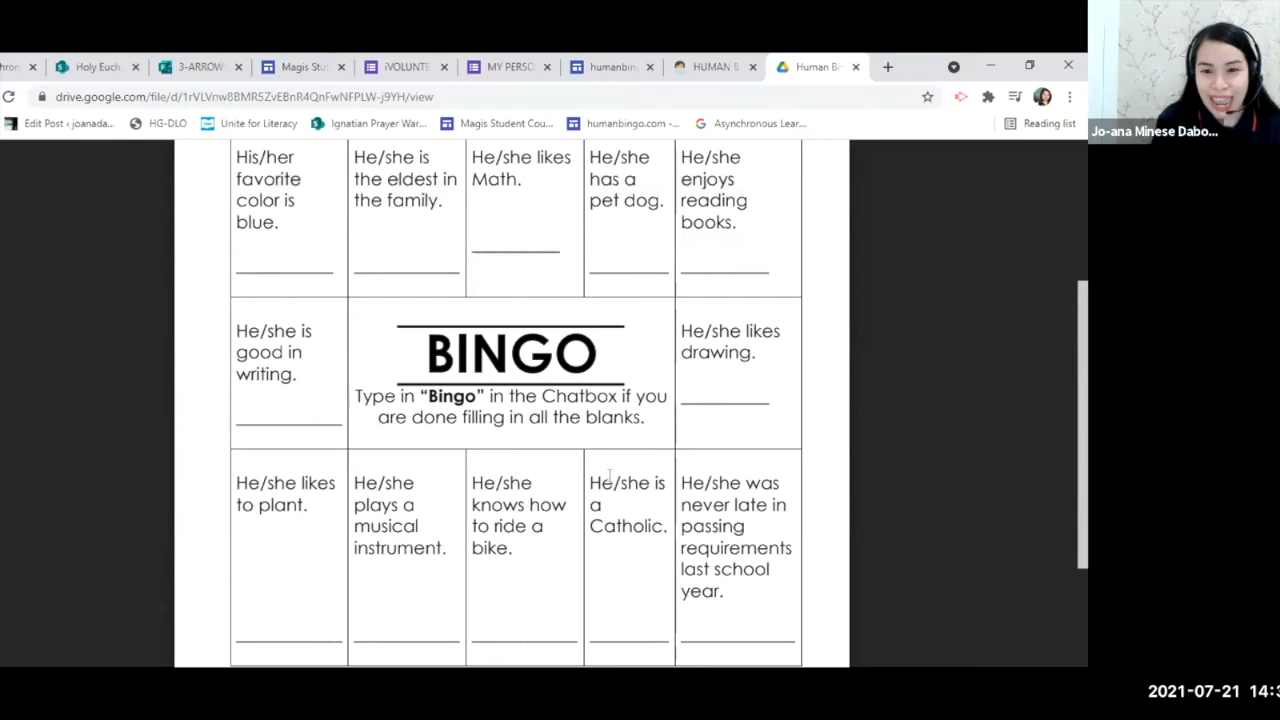 hron
Holy Euch
3-ARROW
Magis Stu
iVOLUNTE
MY PERSO
humanbin
HUMAN B
Human Bi
drive.google.com/file/d/1rVLVnw8BMR5ZvEBnR4QnFwNFPLW-j9YH/view
Edit Post ‹ joanada...
HG-DLO
Unite for Literacy
Ignatian Prayer War...
Magis Student Cou...
humanbingo.com -...
Asynchronous Lear...
Reading list
Jo-ana Minese Dabo...
His/her
favorite
color is
blue.
He/she is
the eldest in
the family.
He/she likes
Math.
He/she
has a
pet dog.
He/she
enjoys
reading
books.
He/she is
good in
writing.
BINGO
Type in “Bingo” in the Chatbox if you
are done filling in all the blanks.
He/she likes
drawing.
He/she likes
to plant.
He/she
plays a
musical
instrument.
He/she
knows how
to ride a
bike.
He/she is
a
Catholic.
He/she was
never late in
passing
requirements
last school
year.
2021-07-21 14:3